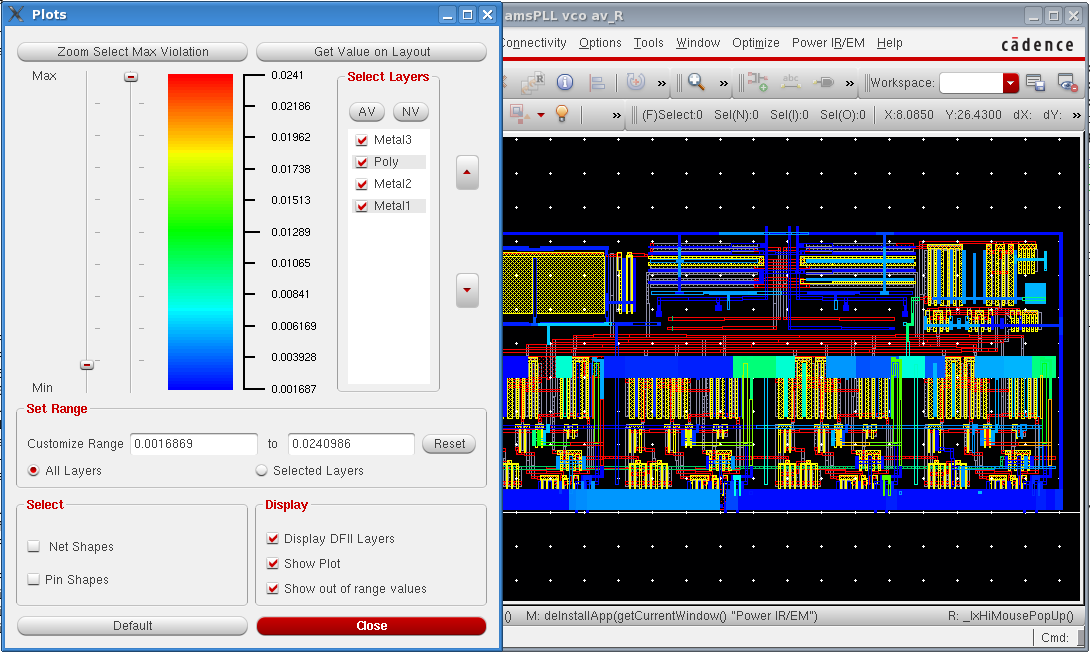 Plots
Zoom Select Max Violation
Get Value on Layout
Max
Min
0.0241
0.02186
0.01962
0.01738
0.01513
0.01289
0.01065
0.00841
0.006169
0.003928
0.001687
Select Layers
AV NV
Metal3
Poly
Metal2
Metal1
Set Range
Customize Range 0.0016869 to 0.0240986 Reset
All Layers Selected Layers
Select
Net Shapes
Pin Shapes
Display
Display DFII Layers
Show Plot
Show out of range values
Default Close
amsPLL vco av_R
Connectivity Options Tools Window Optimize Power IR/EM Help cādence
abc
» » » Workspace:
» (F)Select:0 Sel(N):0 Sel(I):0 Sel(O):0 X:8.0850 Y:26.4300 dX: dY: »
() M: deInstallApp(getCurrentWindow() "Power IR/EM") R: _lxHiMousePopUp()
Cmd: